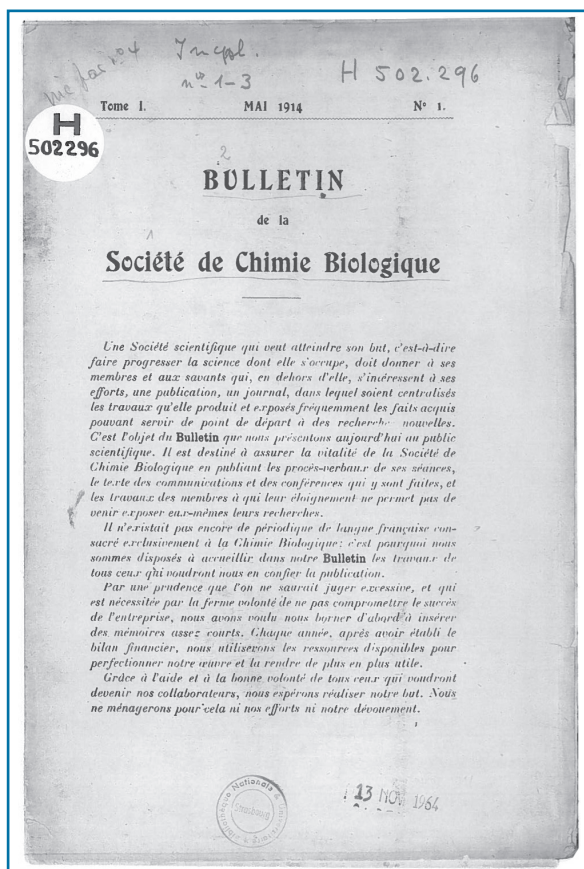 Incpl.
nos 1-3
H 502.296
Tome I. MAI 1914 N° 1.
H
502296
2
BULLETIN
de la
1
Société de Chimie Biologique
Une Société scientifique qui veut atteindre son but, c'est-à-dire
faire progresser la science dont elle s'occupe, doit donner à ses
membres et aux savants qui, en dehors d'elle, s'intéressent à ses
efforts, une publication, un journal, dans lequel soient centralisés
les travaux qu'elle produit et exposés fréquemment les faits acquis
pouvant servir de point de départ à des recherche nouvelles.
C'est l'objet du Bulletin que nous présentons aujourd'hui au public
scientifique. Il est destiné à assurer la vitalité de la Société de
Chimie Biologique en publiant les procès-verbaux de ses séances,
le texte des communications et des conférences qui y sont faites, et
les travaux des membres à qui leur éloignement ne permet pas de
venir exposer eux-mêmes leurs recherches.
Il n'existait pas encore de périodique de langue française con-
sacré exclusivement à la Chimie Biologique; c'est pourquoi nous
sommes disposés à accueillir dans notre Bulletin les travaux de
tous ceux qui voudront nous en confier la publication.
Par une prudence que l'on ne saurait juger excessive, et qui
est nécessitée par la ferme volonté de ne pas compromettre le succès
de l'entreprise, nous avons voulu nous borner d'abord à insérer
des mémoires assez courts. Chaque année, après avoir établi le
bilan financier, nous utiliserons les ressources disponibles pour
perfectionner notre œuvre et la rendre de plus en plus utile.
Grâce à l'aide et à la bonne volonté de tous ceux qui voudront
devenir nos collaborateurs, nous espérons réaliser notre but. Nous
ne ménagerons pour cela ni nos efforts ni notre dévouement.
Bibliothèque Nationale & Universitaire
Strasbourg
13 NOV 1964